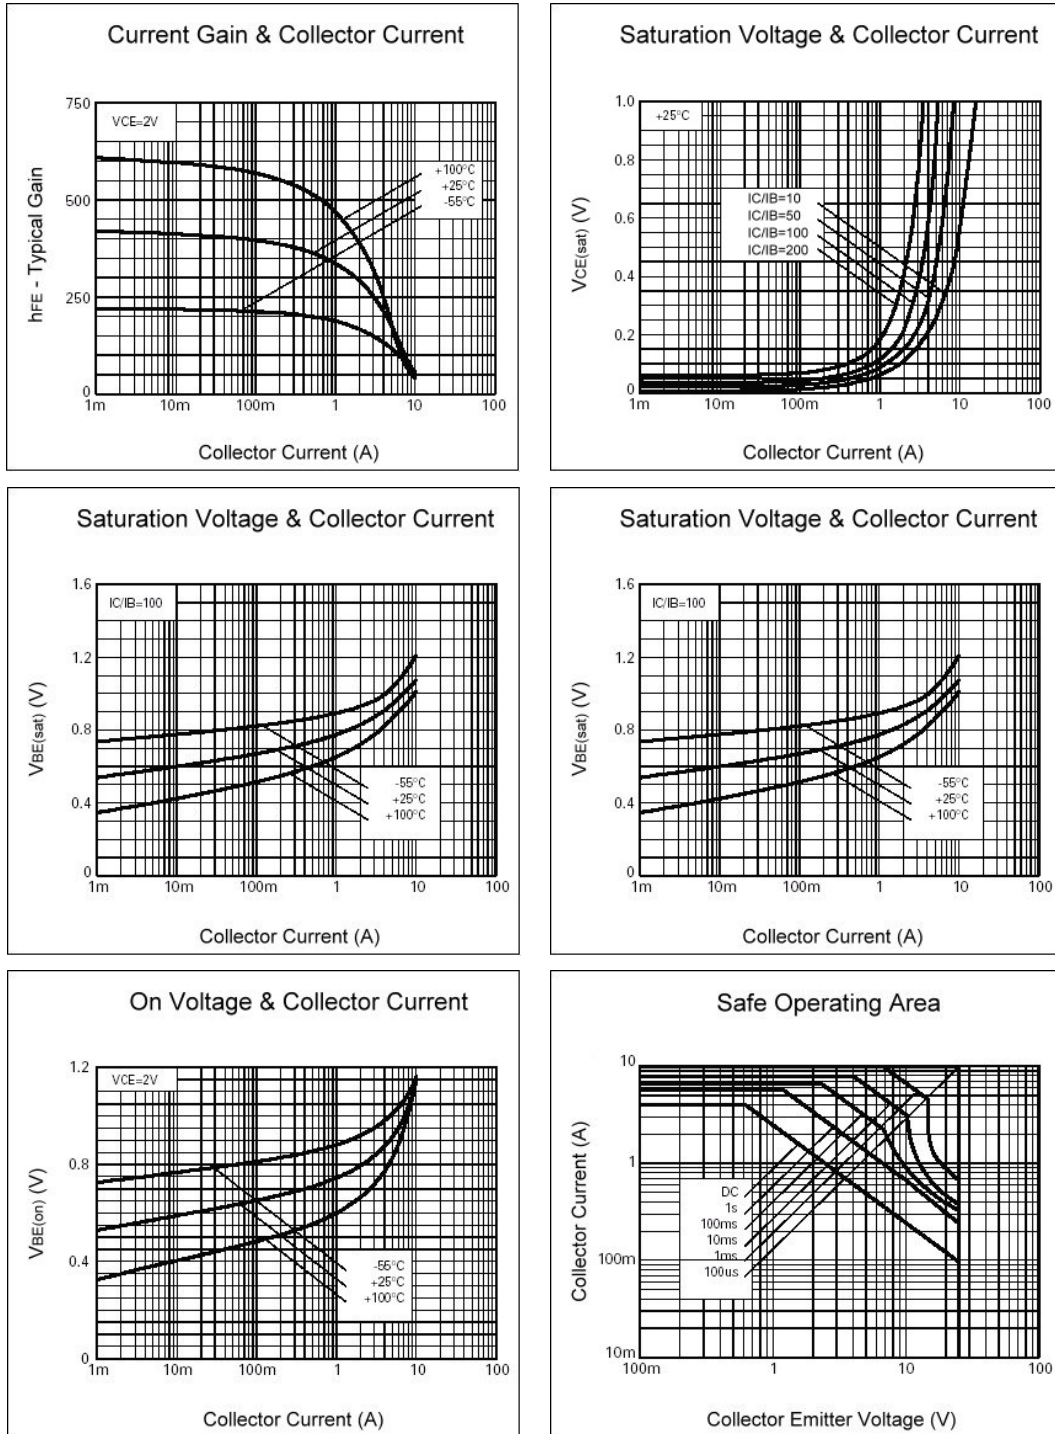 Current Gain & Collector Current
750
500
250
0
VCE=2V
+100°C
+25°C
-55°C
1m 10m 100m 1 10 100
hFE - Typical Gain
Collector Current (A)
Saturation Voltage & Collector Current
1.0
0.8
0.6
0.4
0.2
0
+25°C
IC/IB=10
IC/IB=50
IC/IB=100
IC/IB=200
1m 10m 100m 1 10 100
VCE(sat) (V)
Collector Current (A)
Saturation Voltage & Collector Current
1.6
1.2
0.8
0.4
0
IC/IB=100
-55°C
+25°C
+100°C
1m 10m 100m 1 10 100
VBE(sat) (V)
Collector Current (A)
Saturation Voltage & Collector Current
1.6
1.2
0.8
0.4
0
IC/IB=100
-55°C
+25°C
+100°C
1m 10m 100m 1 10 100
VBE(sat) (V)
Collector Current (A)
On Voltage & Collector Current
1.2
0.8
0.4
0
VCE=2V
-55°C
+25°C
+100°C
1m 10m 100m 1 10 100
VBE(on) (V)
Collector Current (A)
Safe Operating Area
10
1
100m
10m
DC
1s
100ms
10ms
1ms
100us
100m 1 10 100
Collector Current (A)
Collector Emitter Voltage (V)